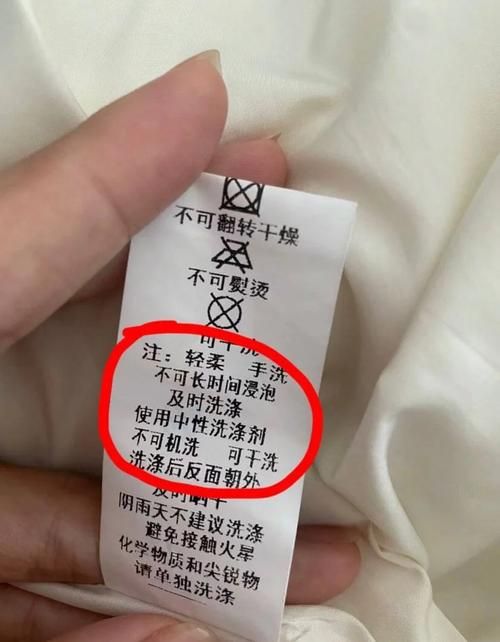 不可翻转干燥
不可熨烫
可干洗
注：轻柔 手洗
不可长时间浸泡
及时洗涤
使用中性洗涤剂
不可机洗 可干洗
洗涤后反面朝外
及时晒干
阴雨天不建议洗涤
避免接触火星
化学物质和尖锐物
请单独洗涤